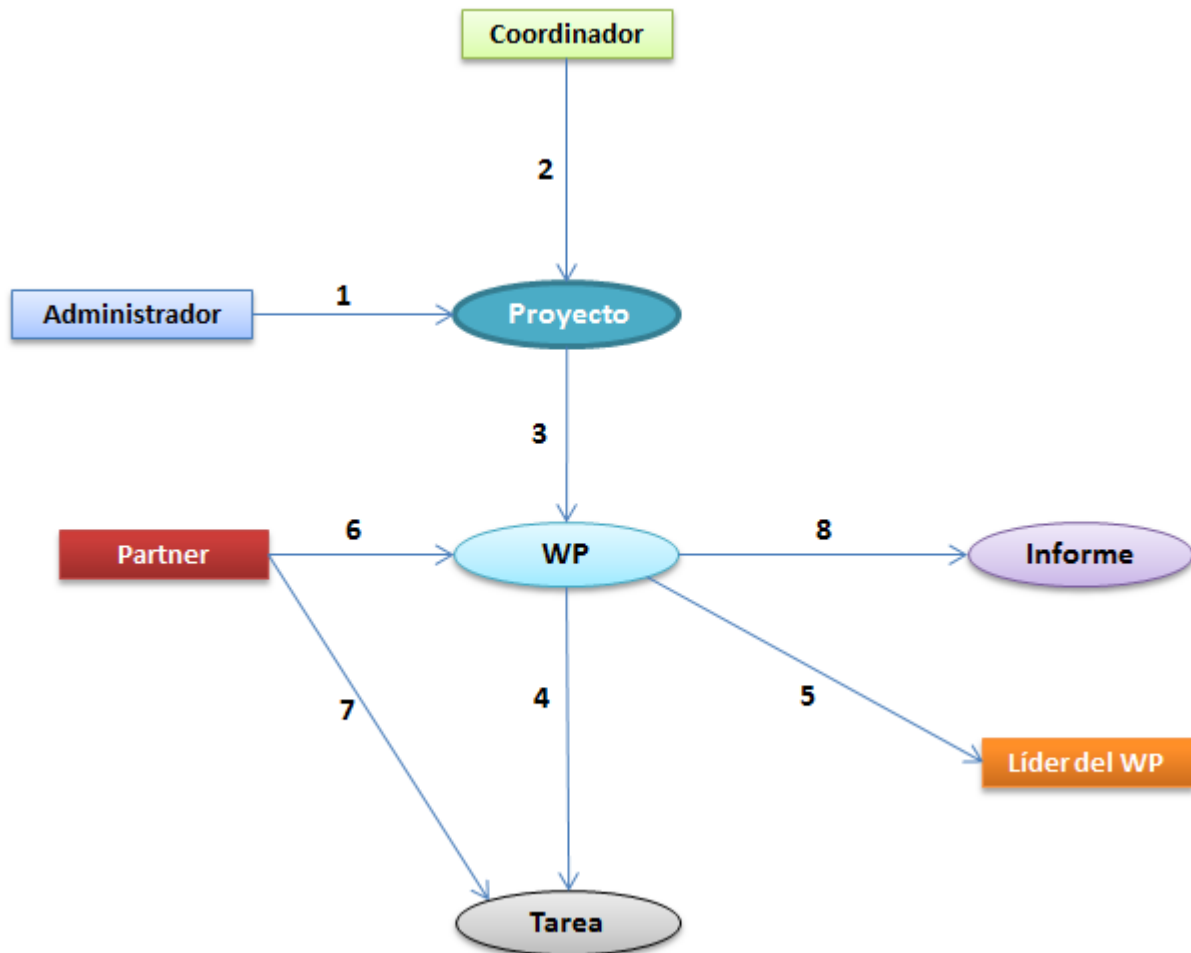 Coordinador
2
Administrador
1
Proyecto
3
Partner
6
WP
8
Informe
7
4
5
Líder del WP
Tarea